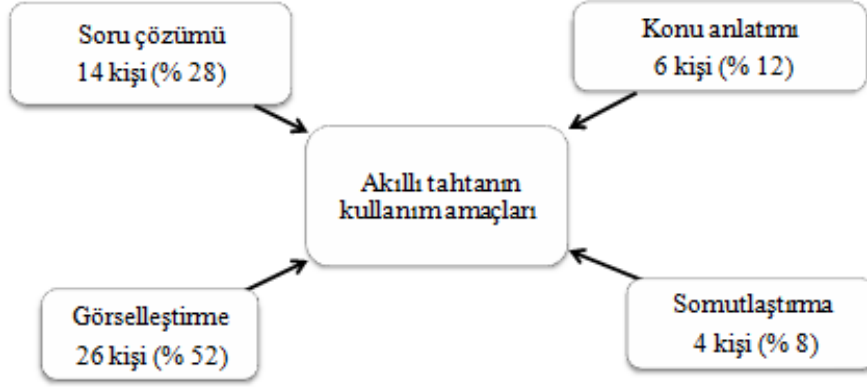 Soru çözümü
14 kişi (% 28)
Konu anlatımı
6 kişi (% 12)
Akıllı tahtanın
kullanım amaçları
Görselleştirme
26 kişi (% 52)
Somutlaştırma
4 kişi (% 8)